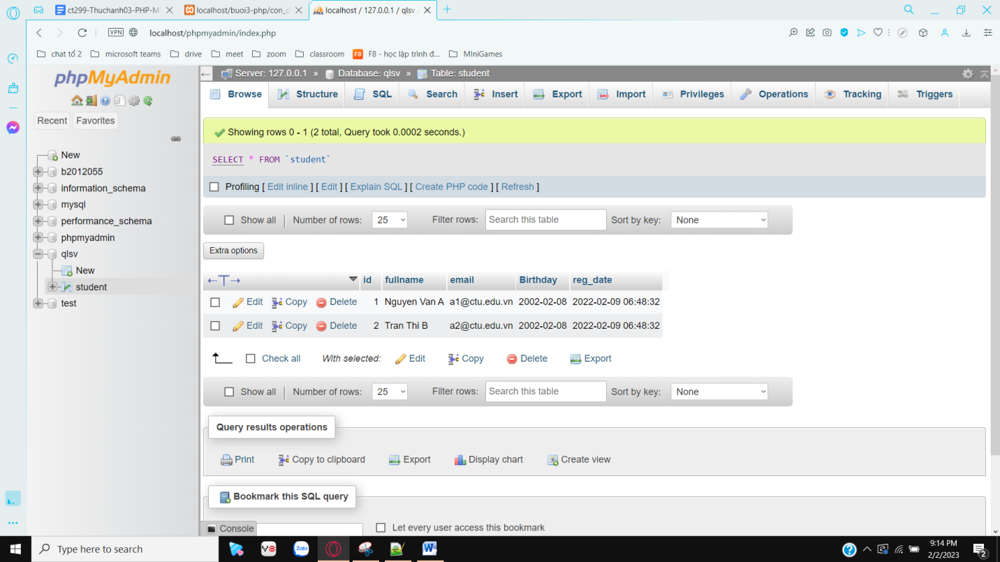 ct299-Thuchanh03-PHP-MY
localhost/buoi3-php/con_d
localhost / 127.0.0.1 / qlsv /
VPN
localhost/phpmyadmin/index.php
chat tổ 2
microsoft teams
drive
meet
zoom
classroom
F8 - học lập trình đ...
MIniGames
phpMyAdmin
Recent
Favorites
New
b2012055
information_schema
mysql
performance_schema
phpmyadmin
qlsv
New
student
test
Server: 127.0.0.1 » Database: qlsv » Table: student
Browse Structure SQL Search Insert Export Import Privileges Operations Tracking Triggers
Showing rows 0 - 1 (2 total, Query took 0.0002 seconds.)
SELECT * FROM `student`
Profiling [ Edit inline ] [ Edit ] [ Explain SQL ] [ Create PHP code ] [ Refresh ]
Show all | Number of rows: 25 Filter rows: Search this table Sort by key: None
Extra options
id fullname email Birthday reg_date
Edit Copy Delete 1 Nguyen Van A a1@ctu.edu.vn 2002-02-08 2022-02-09 06:48:32
Edit Copy Delete 2 Tran Thi B a2@ctu.edu.vn 2002-02-08 2022-02-09 06:48:32
Check all With selected: Edit Copy Delete Export
Show all | Number of rows: 25 Filter rows: Search this table Sort by key: None
Query results operations
Print Copy to clipboard Export Display chart Create view
Bookmark this SQL query
Console
Let every user access this bookmark
Type here to search
Zalo
9:14 PM
2/2/2023
2